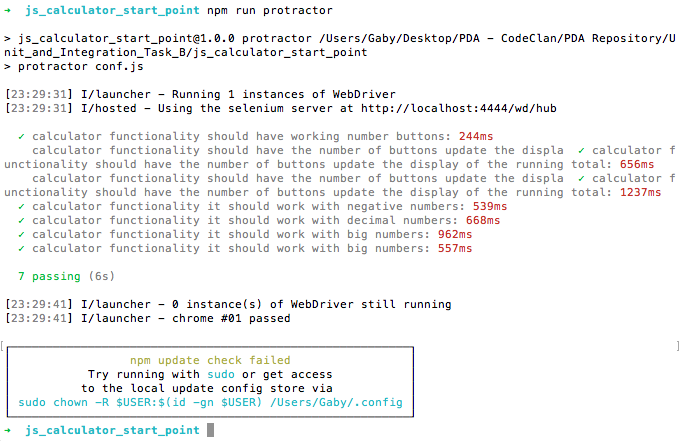 ➜  js_calculator_start_point npm run protractor
> js_calculator_start_point@1.0.0 protractor /Users/Gaby/Desktop/PDA - CodeClan/PDA Repository/U
nit_and_Integration_Task_B/js_calculator_start_point
> protractor conf.js
[23:29:31] I/launcher - Running 1 instances of WebDriver
[23:29:31] I/hosted - Using the selenium server at http://localhost:4444/wd/hub
✓ calculator functionality should have working number buttons: 244ms
calculator functionality should have the number of buttons update the displa  ✓ calculator f
unctionality should have the number of buttons update the display of the running total: 656ms
calculator functionality should have the number of buttons update the displa  ✓ calculator f
unctionality should have the number of buttons update the display of the running total: 1237ms
✓ calculator functionality it should work with negative numbers: 539ms
✓ calculator functionality it should work with decimal numbers: 668ms
✓ calculator functionality it should work with big numbers: 962ms
✓ calculator functionality it should work with big numbers: 557ms
7 passing (6s)
[23:29:41] I/launcher - 0 instance(s) of WebDriver still running
[23:29:41] I/launcher - chrome #01 passed
[ ]
npm update check failed
Try running with sudo or get access
to the local update config store via
sudo chown -R $USER:$(id -gn $USER) /Users/Gaby/.config
➜  js_calculator_start_point